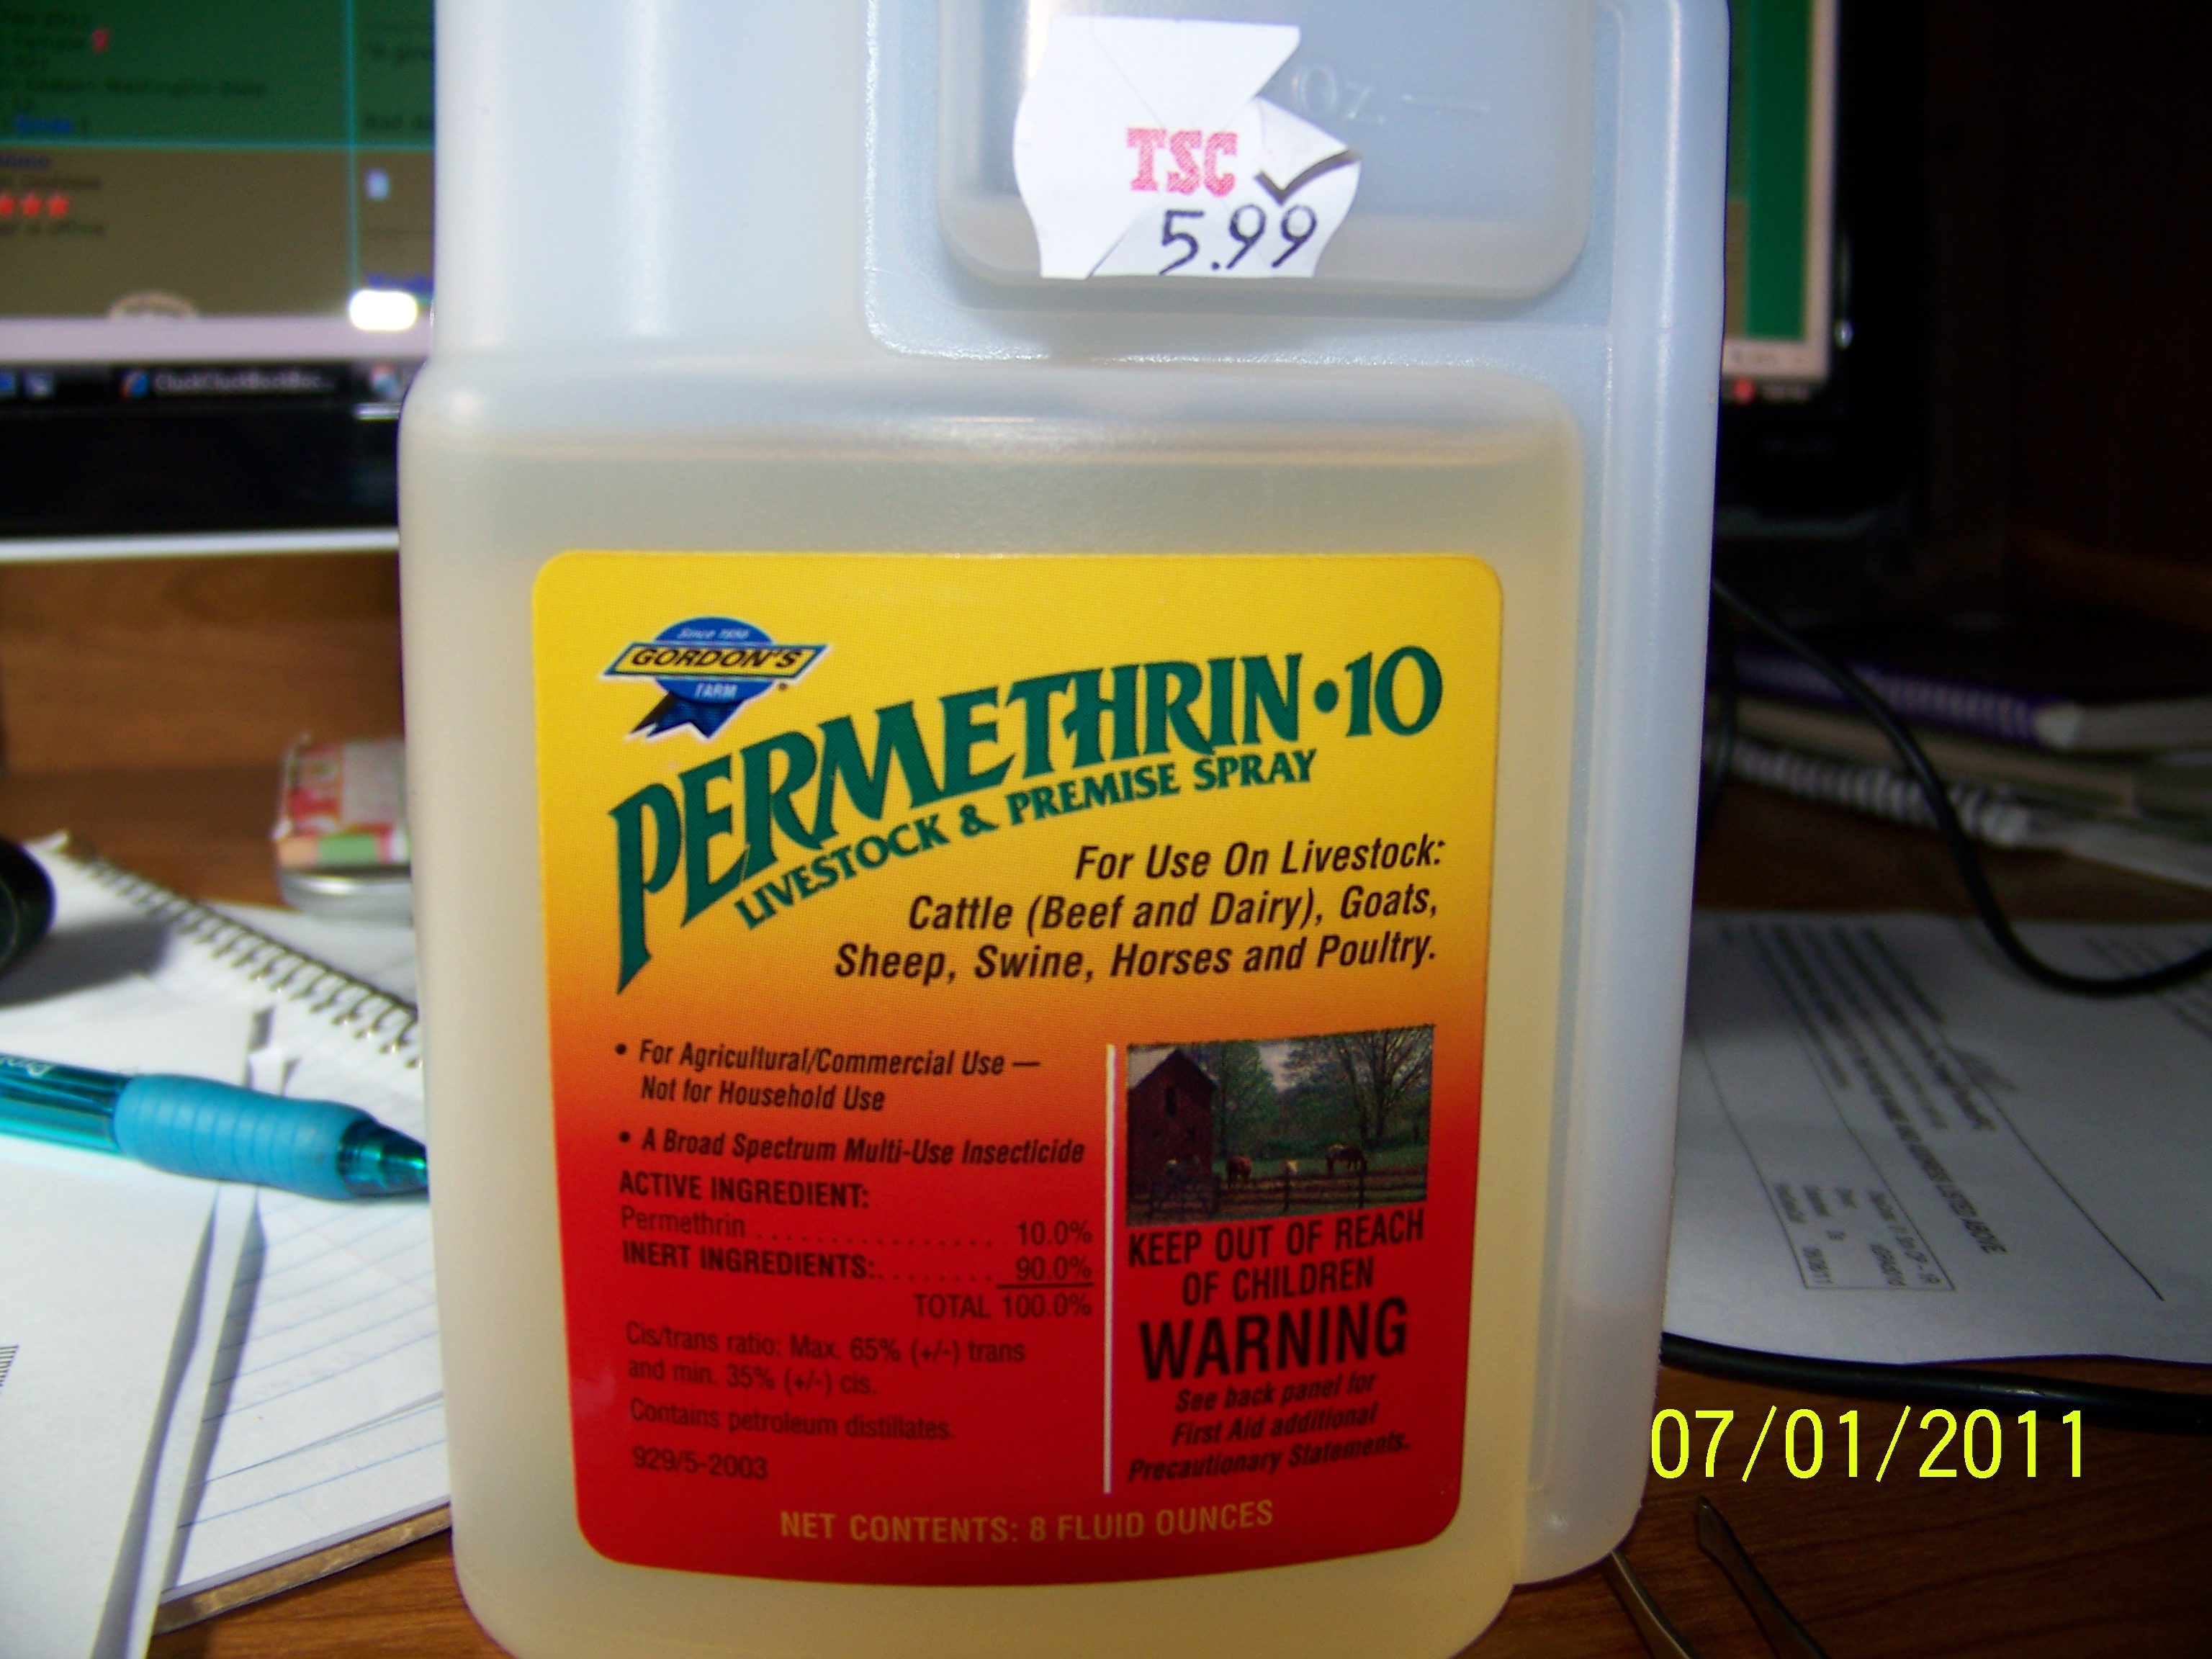 Oz
TSC
5.99
CluckCluckBockBoc...
Since 1898
GORDON'S
FARM
PERMETHRIN•10
LIVESTOCK & PREMISE SPRAY
For Use On Livestock:
Cattle (Beef and Dairy), Goats,
Sheep, Swine, Horses and Poultry.
• For Agricultural/Commercial Use —
Not for Household Use
• A Broad Spectrum Multi-Use Insecticide
ACTIVE INGREDIENT:
Permethrin ................ 10.0%
INERT INGREDIENTS:........ 90.0%
TOTAL 100.0%
Cis/trans ratio: Max. 65% (+/-) trans
and min. 35% (+/-) cis.
Contains petroleum distillates.
929/5-2003
KEEP OUT OF REACH
OF CHILDREN
WARNING
See back panel for
First Aid additional
Precautionary Statements.
NET CONTENTS: 8 FLUID OUNCES
07/01/2011